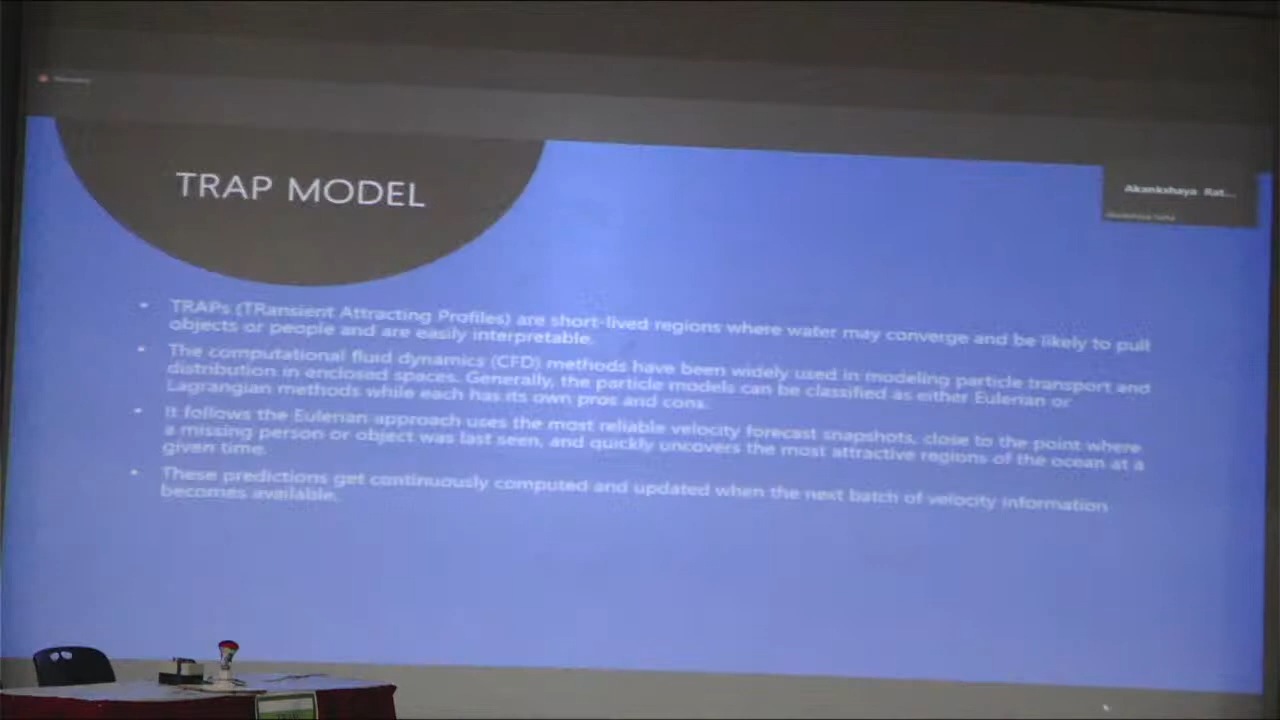 TRAP MODEL
Akankshaya Rat...
• TRAPs (TRansient Attracting Profiles) are short-lived regions where water may converge and be likely to pull
objects or people and are easily interpretable.
• The computational fluid dynamics (CFD) methods have been widely used in modeling particle transport and
distribution in enclosed spaces. Generally, the particle models can be classified as either Eulerian or
Lagrangian methods while each has its own pros and cons.
• It follows the Eulerian approach uses the most reliable velocity forecast snapshots, close to the point where
a missing person or object was last seen, and quickly uncovers the most attractive regions of the ocean at a
given time.
• These predictions get continuously computed and updated when the next batch of velocity information
becomes available.